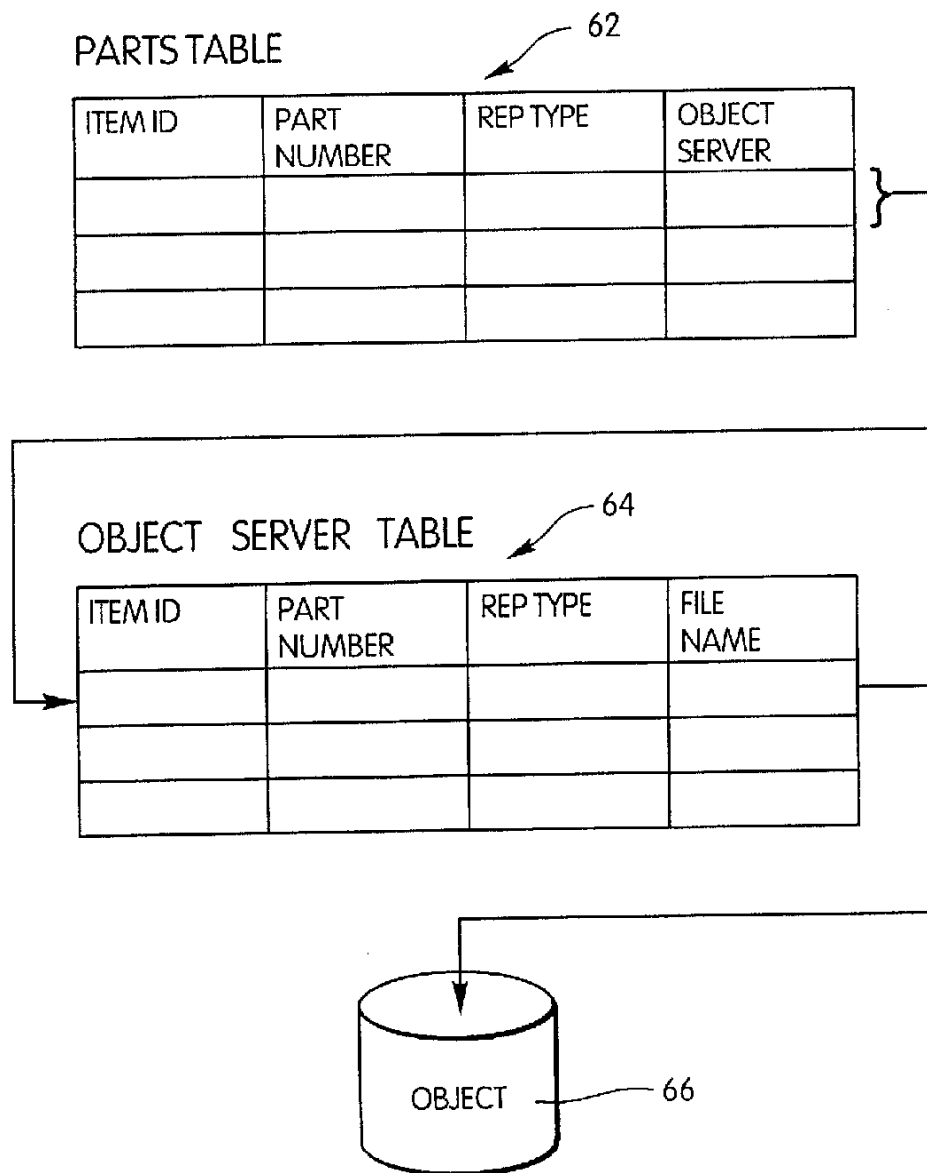 62
PARTS TABLE
ITEM ID PART NUMBER REP TYPE OBJECT SERVER
64
OBJECT SERVER TABLE
ITEM ID PART NUMBER REP TYPE FILE NAME
OBJECT
66